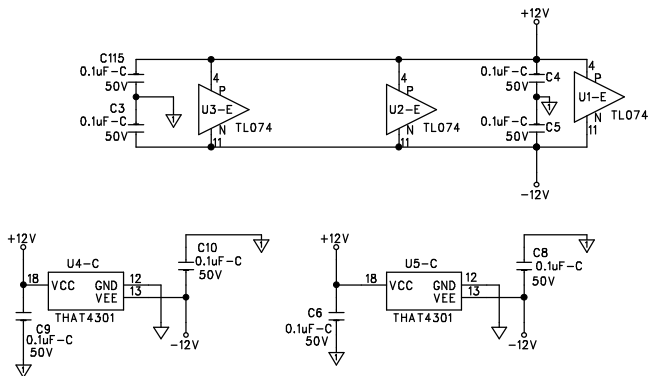 +12V
C115
0.1uF-C
50V
C3
0.1uF-C
50V
4
P
U3-E
N
11
TL074
4
P
U2-E
N
11
TL074
0.1uF-C
C4
50V
0.1uF-C
C5
50V
4
P
U1-E
N
11
TL074
-12V
+12V
18
U4-C
VCC
GND
VEE
12
13
THAT4301
C9
0.1uF-C
50V
C10
0.1uF-C
50V
-12V
+12V
18
U5-C
VCC
GND
VEE
12
13
THAT4301
C6
0.1uF-C
50V
C8
0.1uF-C
50V
-12V